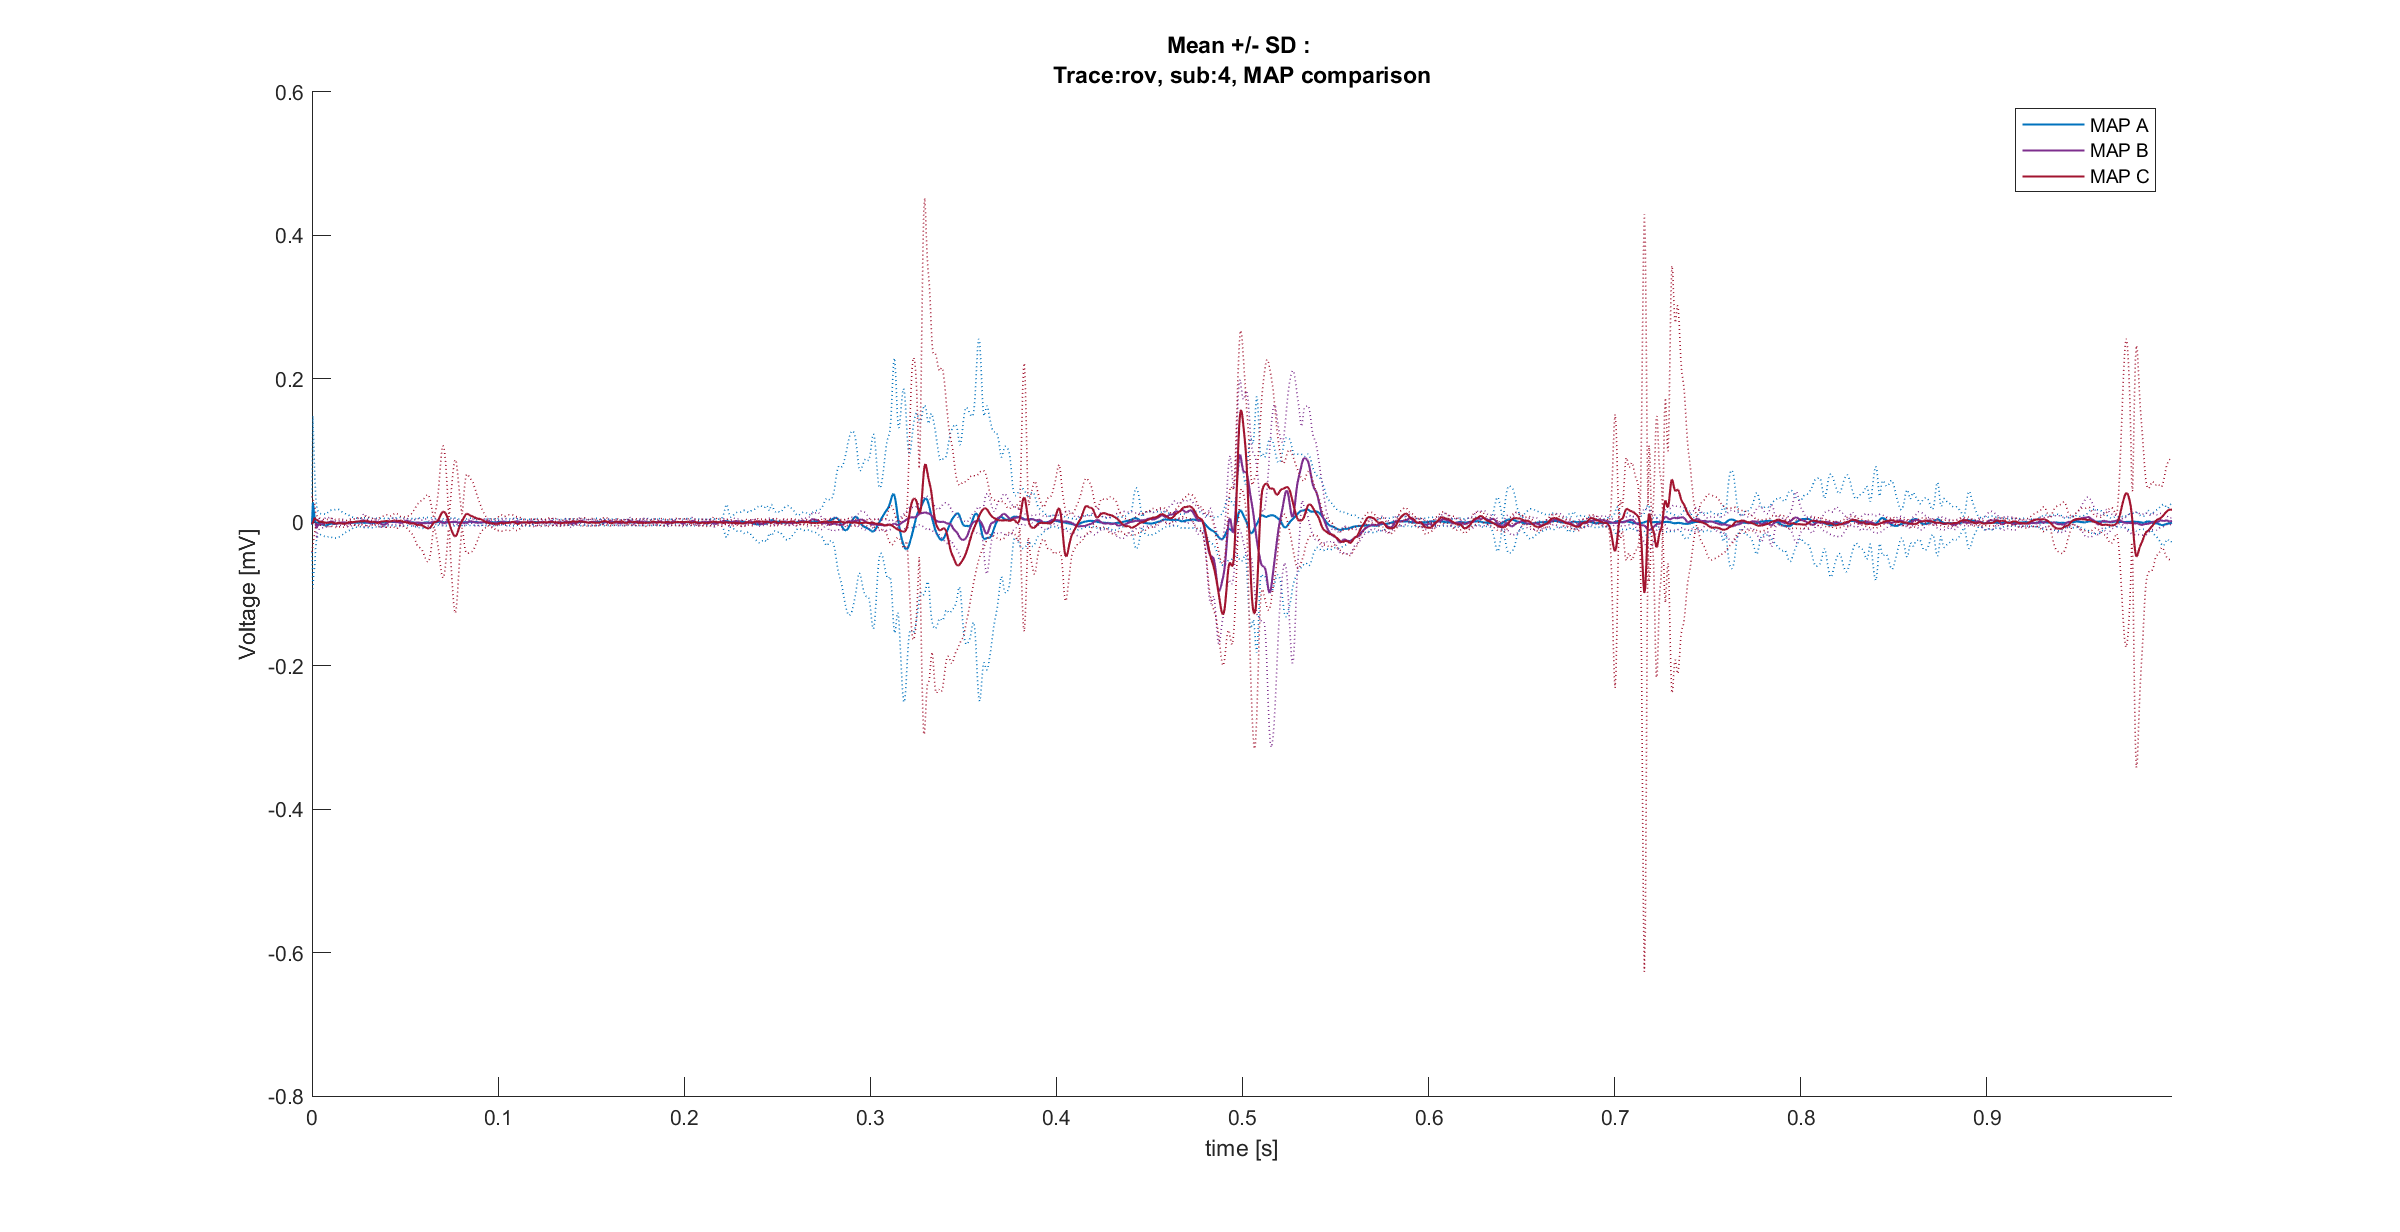 Mean +/- SD :
Trace:rov, sub:4, MAP comparison
MAP A
MAP B
MAP C
0.6
0.4
0.2
0
-0.2
-0.4
-0.6
-0.8
Voltage [mV]
0 0.1 0.2 0.3 0.4 0.5 0.6 0.7 0.8 0.9
time [s]